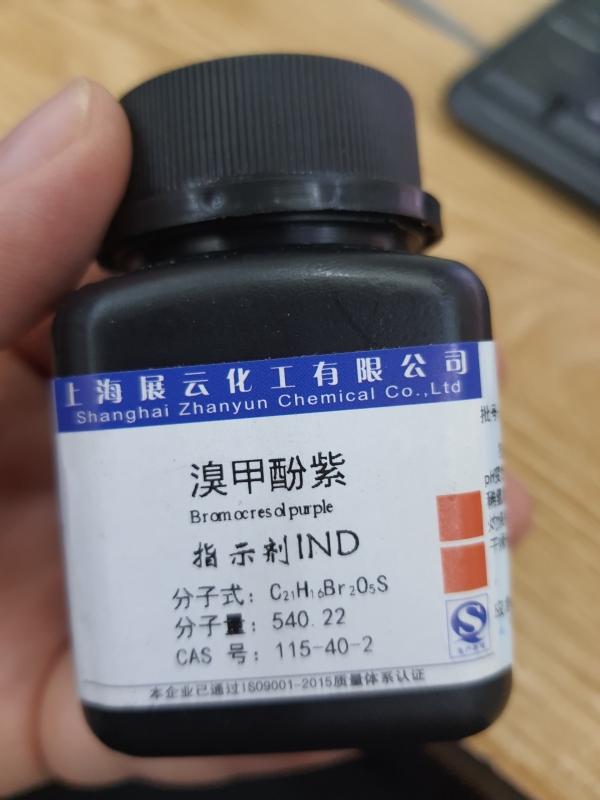 上海展云化工有限公司
Shanghai Zhanyun Chemical Co.,Ltd
溴甲酚紫
Bromocresol purple
指示剂IND
分子式: C₂₁H₁₆Br₂O₅S
分子量: 540.22
CAS 号: 115-40-2
本企业已通过ISO9001-2015质量体系认证
批号
pH